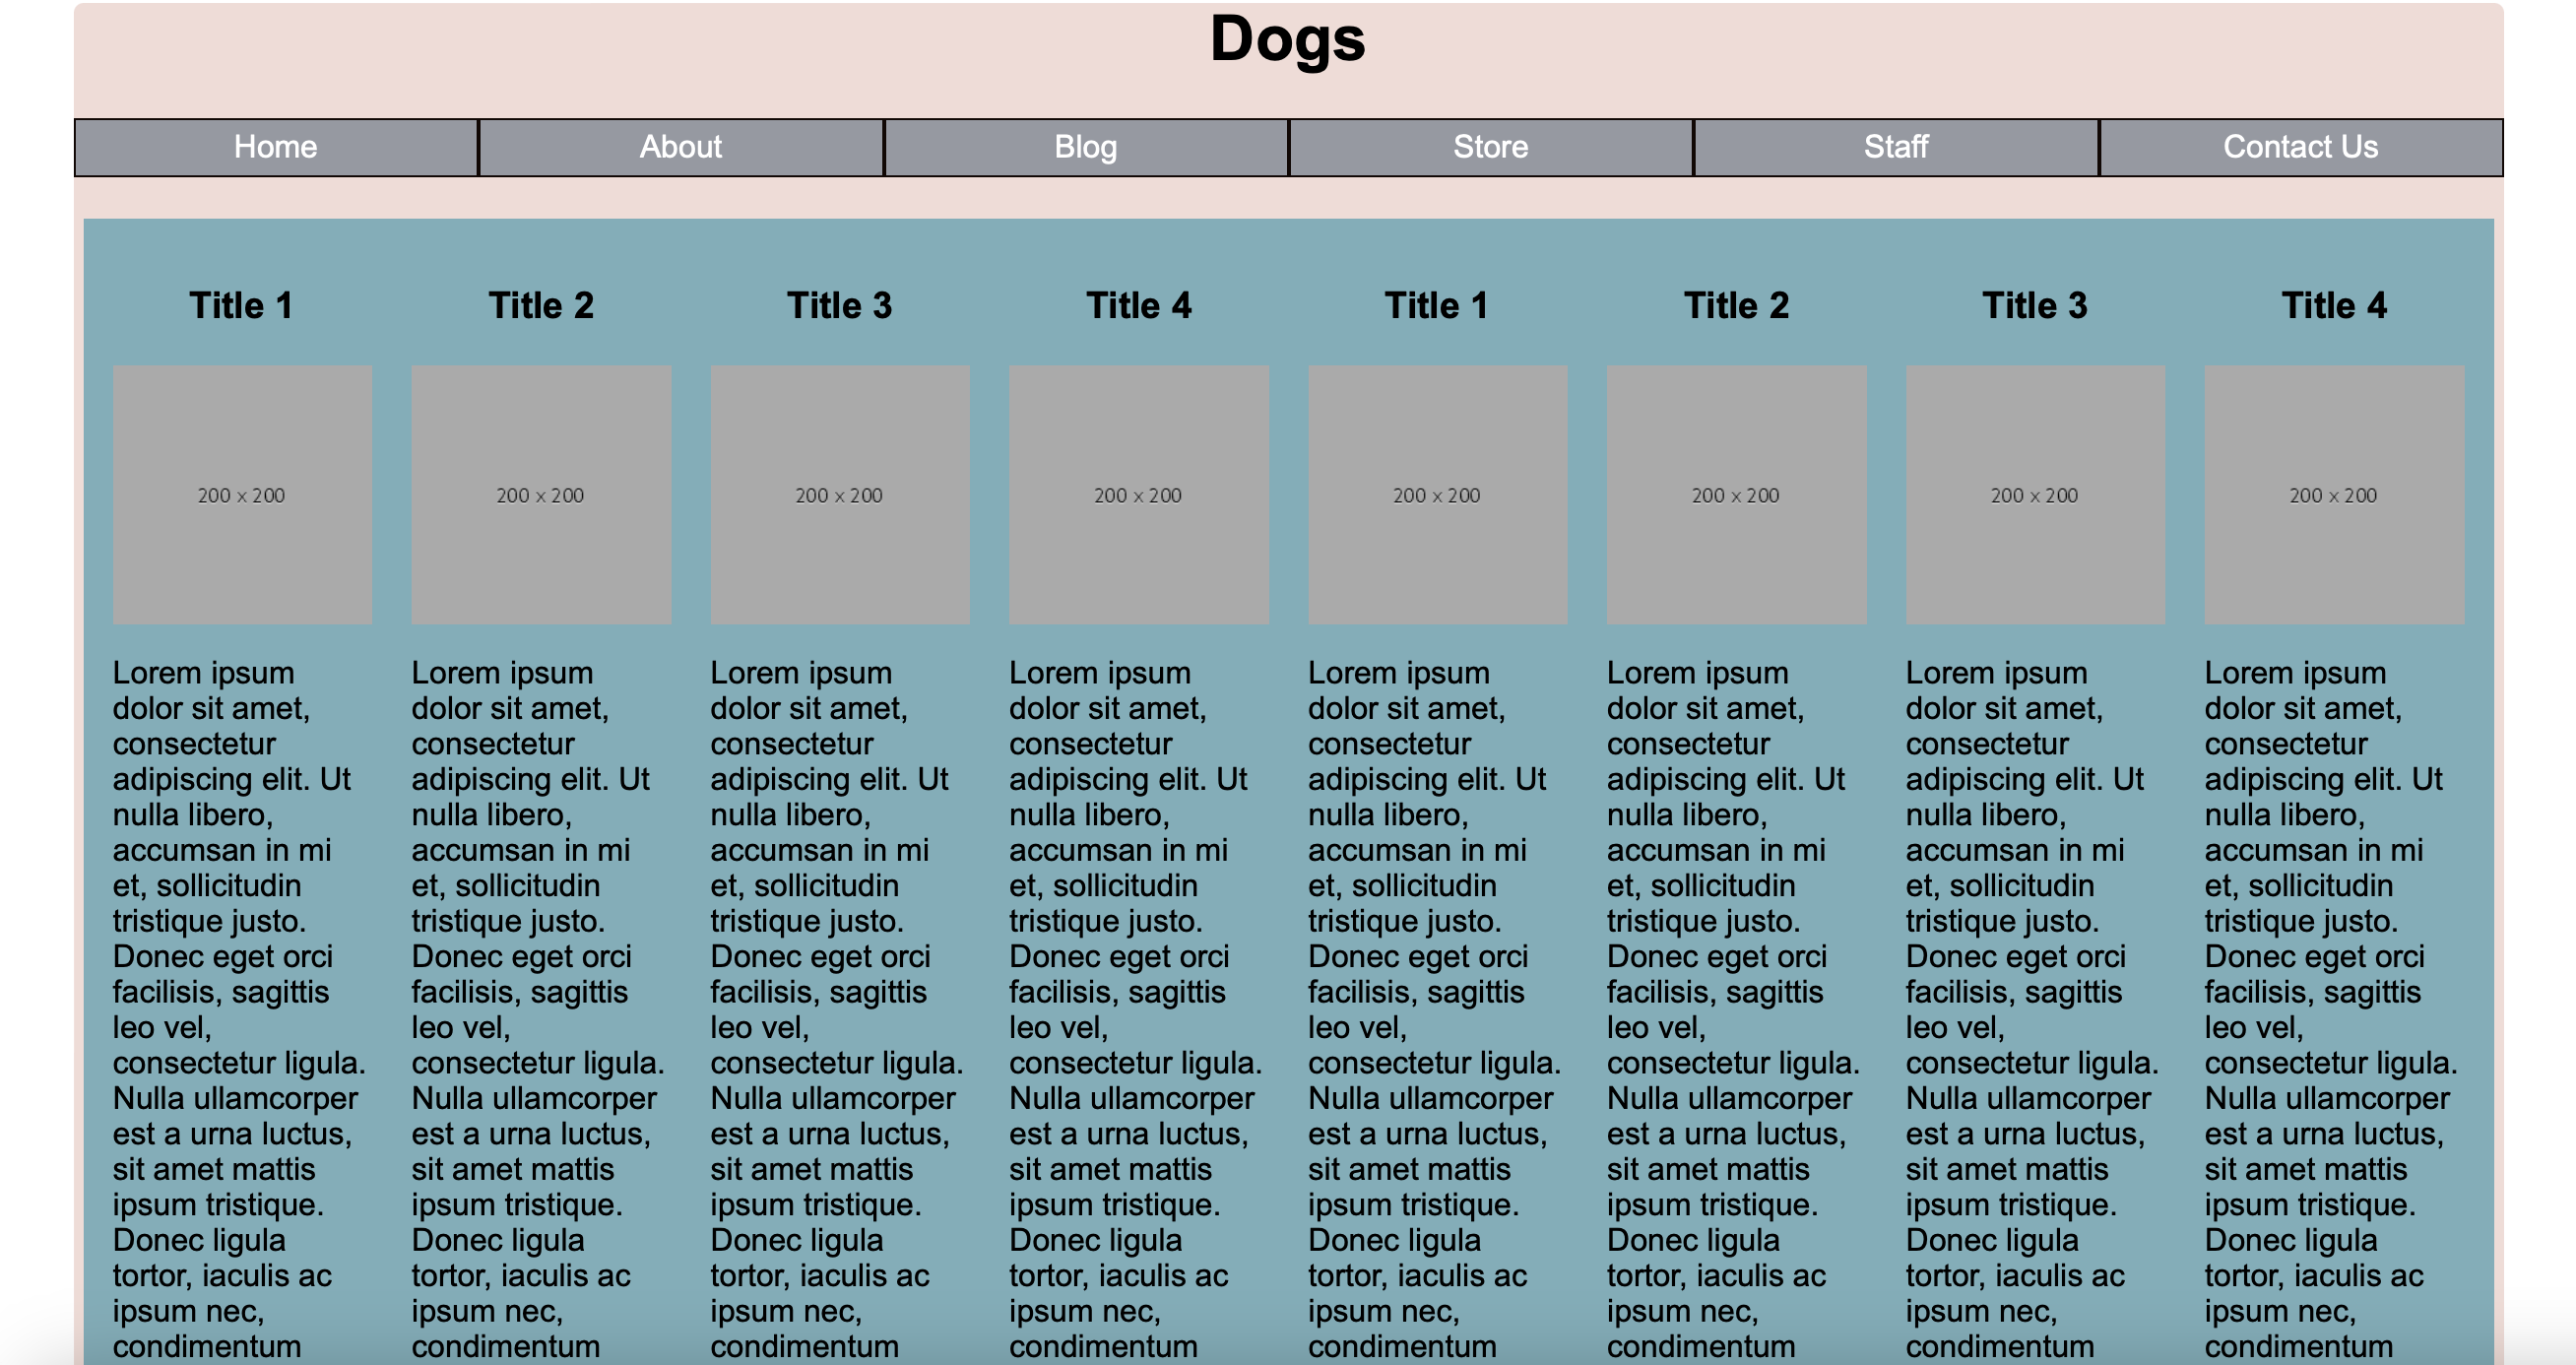 Dogs
Home About Blog Store Staff Contact Us
Title 1 Title 2 Title 3 Title 4 Title 1 Title 2 Title 3 Title 4
200 x 200 200 x 200 200 x 200 200 x 200 200 x 200 200 x 200 200 x 200 200 x 200
Lorem ipsum
dolor sit amet,
consectetur
adipiscing elit. Ut
nulla libero,
accumsan in mi
et, sollicitudin
tristique justo.
Donec eget orci
facilisis, sagittis
leo vel,
consectetur ligula.
Nulla ullamcorper
est a urna luctus,
sit amet mattis
ipsum tristique.
Donec ligula
tortor, iaculis ac
ipsum nec,
condimentum
Lorem ipsum
dolor sit amet,
consectetur
adipiscing elit. Ut
nulla libero,
accumsan in mi
et, sollicitudin
tristique justo.
Donec eget orci
facilisis, sagittis
leo vel,
consectetur ligula.
Nulla ullamcorper
est a urna luctus,
sit amet mattis
ipsum tristique.
Donec ligula
tortor, iaculis ac
ipsum nec,
condimentum
Lorem ipsum
dolor sit amet,
consectetur
adipiscing elit. Ut
nulla libero,
accumsan in mi
et, sollicitudin
tristique justo.
Donec eget orci
facilisis, sagittis
leo vel,
consectetur ligula.
Nulla ullamcorper
est a urna luctus,
sit amet mattis
ipsum tristique.
Donec ligula
tortor, iaculis ac
ipsum nec,
condimentum
Lorem ipsum
dolor sit amet,
consectetur
adipiscing elit. Ut
nulla libero,
accumsan in mi
et, sollicitudin
tristique justo.
Donec eget orci
facilisis, sagittis
leo vel,
consectetur ligula.
Nulla ullamcorper
est a urna luctus,
sit amet mattis
ipsum tristique.
Donec ligula
tortor, iaculis ac
ipsum nec,
condimentum
Lorem ipsum
dolor sit amet,
consectetur
adipiscing elit. Ut
nulla libero,
accumsan in mi
et, sollicitudin
tristique justo.
Donec eget orci
facilisis, sagittis
leo vel,
consectetur ligula.
Nulla ullamcorper
est a urna luctus,
sit amet mattis
ipsum tristique.
Donec ligula
tortor, iaculis ac
ipsum nec,
condimentum
Lorem ipsum
dolor sit amet,
consectetur
adipiscing elit. Ut
nulla libero,
accumsan in mi
et, sollicitudin
tristique justo.
Donec eget orci
facilisis, sagittis
leo vel,
consectetur ligula.
Nulla ullamcorper
est a urna luctus,
sit amet mattis
ipsum tristique.
Donec ligula
tortor, iaculis ac
ipsum nec,
condimentum
Lorem ipsum
dolor sit amet,
consectetur
adipiscing elit. Ut
nulla libero,
accumsan in mi
et, sollicitudin
tristique justo.
Donec eget orci
facilisis, sagittis
leo vel,
consectetur ligula.
Nulla ullamcorper
est a urna luctus,
sit amet mattis
ipsum tristique.
Donec ligula
tortor, iaculis ac
ipsum nec,
condimentum
Lorem ipsum
dolor sit amet,
consectetur
adipiscing elit. Ut
nulla libero,
accumsan in mi
et, sollicitudin
tristique justo.
Donec eget orci
facilisis, sagittis
leo vel,
consectetur ligula.
Nulla ullamcorper
est a urna luctus,
sit amet mattis
ipsum tristique.
Donec ligula
tortor, iaculis ac
ipsum nec,
condimentum